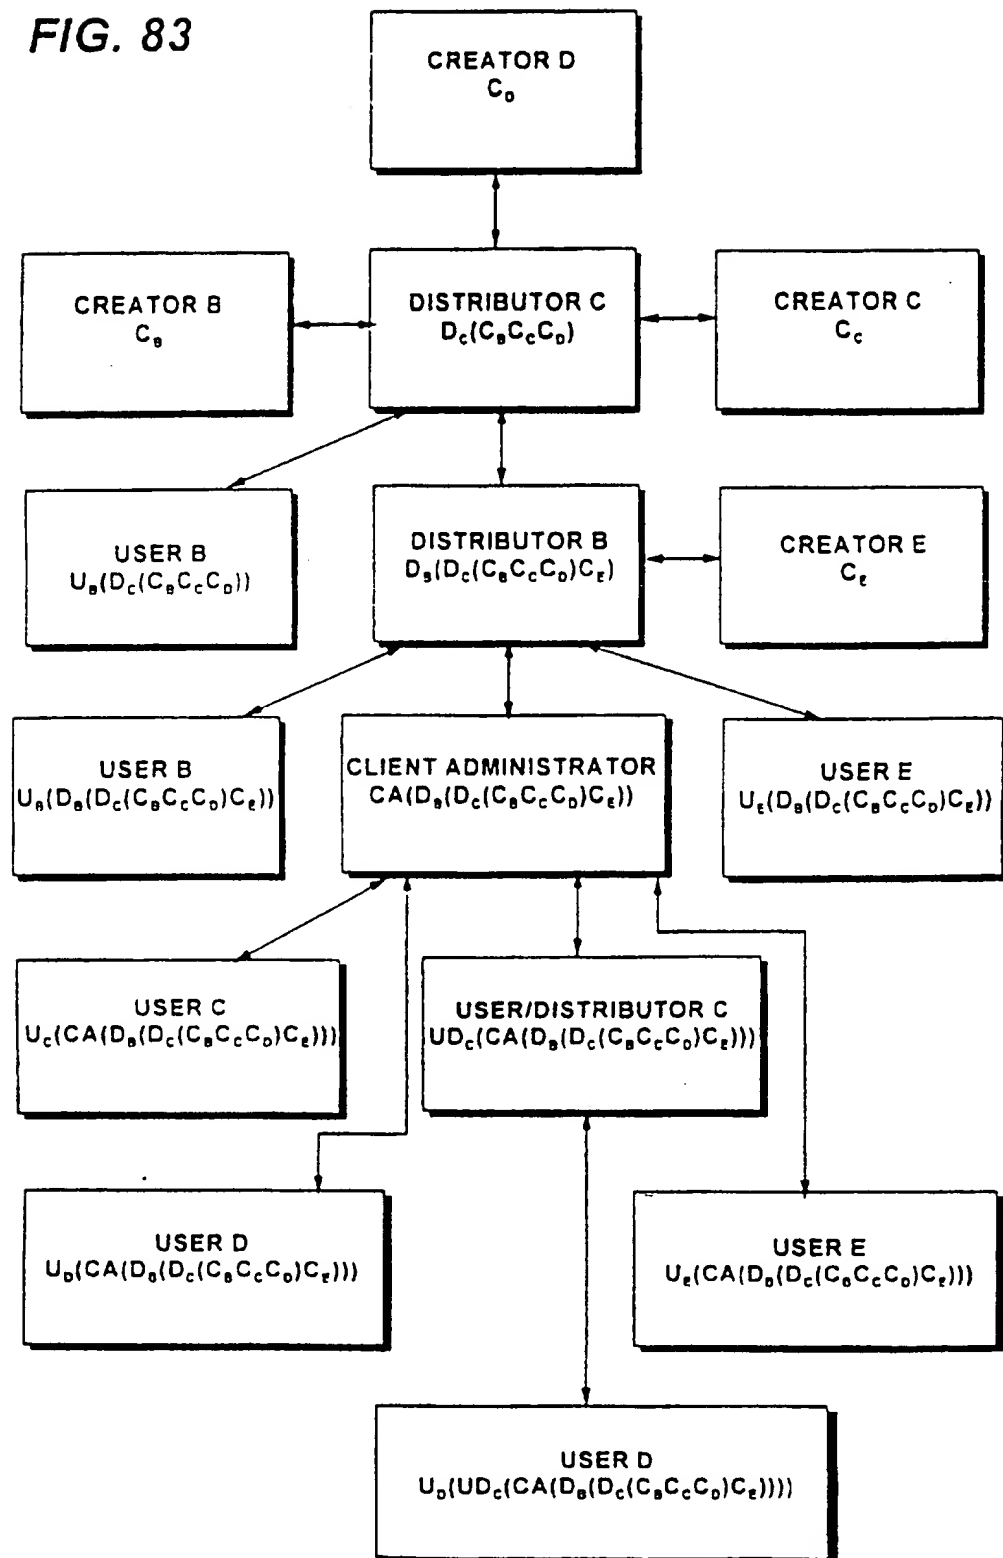 FIG. 83
CREATOR D
C_D
CREATOR B
C_B
DISTRIBUTOR C
D_C(C_BC_CC_D)
CREATOR C
C_C
USER B
U_B(D_C(C_BC_CC_D))
DISTRIBUTOR B
D_B(D_C(C_BC_CC_D)C_E)
CREATOR E
C_E
USER B
U_B(D_B(D_C(C_BC_CC_D)C_E))
CLIENT ADMINISTRATOR
CA(D_B(D_C(C_BC_CC_D)C_E))
USER E
U_E(D_B(D_C(C_BC_CC_D)C_E))
USER C
U_C(CA(D_B(D_C(C_BC_CC_D)C_E)))
USER/DISTRIBUTOR C
UD_C(CA(D_B(D_C(C_BC_CC_D)C_E)))
USER D
U_D(CA(D_B(D_C(C_BC_CC_D)C_E)))
USER E
U_E(CA(D_B(D_C(C_BC_CC_D)C_E)))
USER D
U_D(UD_C(CA(D_B(D_C(C_BC_CC_D)C_E))))